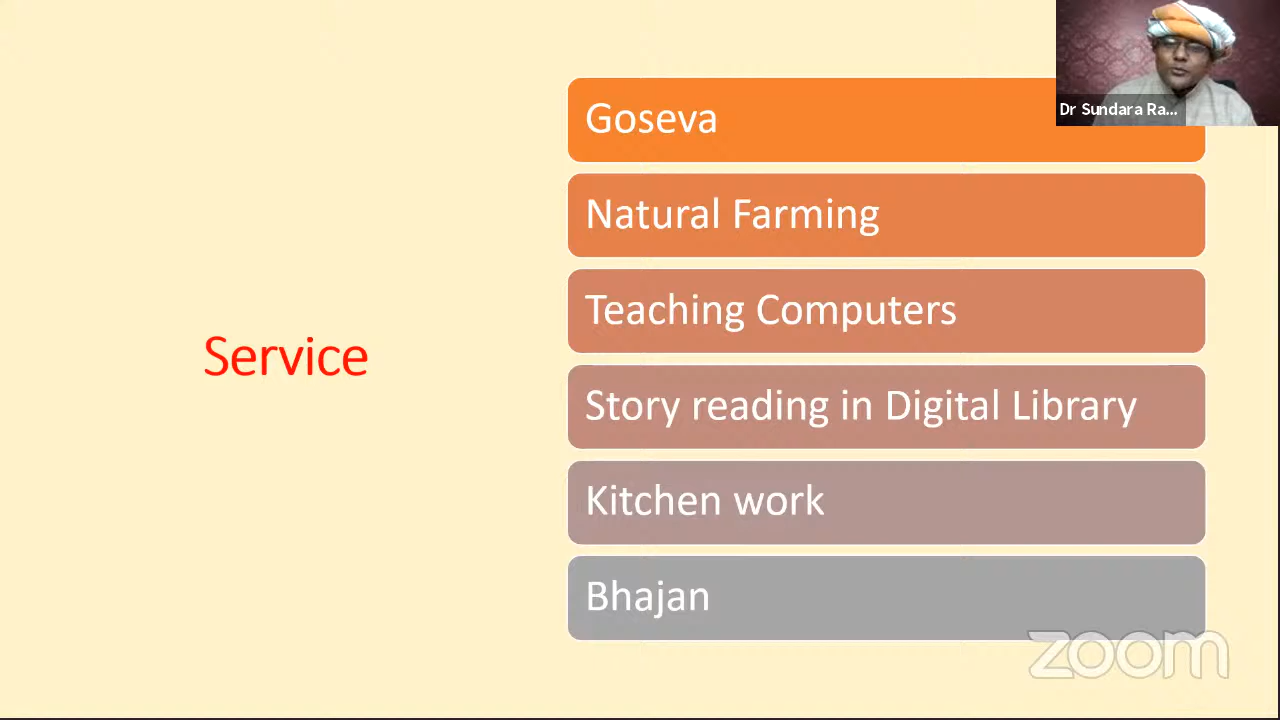 Dr Sundara Ra...
Goseva
Natural Farming
Teaching Computers
Service
Story reading in Digital Library
Kitchen work
Bhajan
zoom